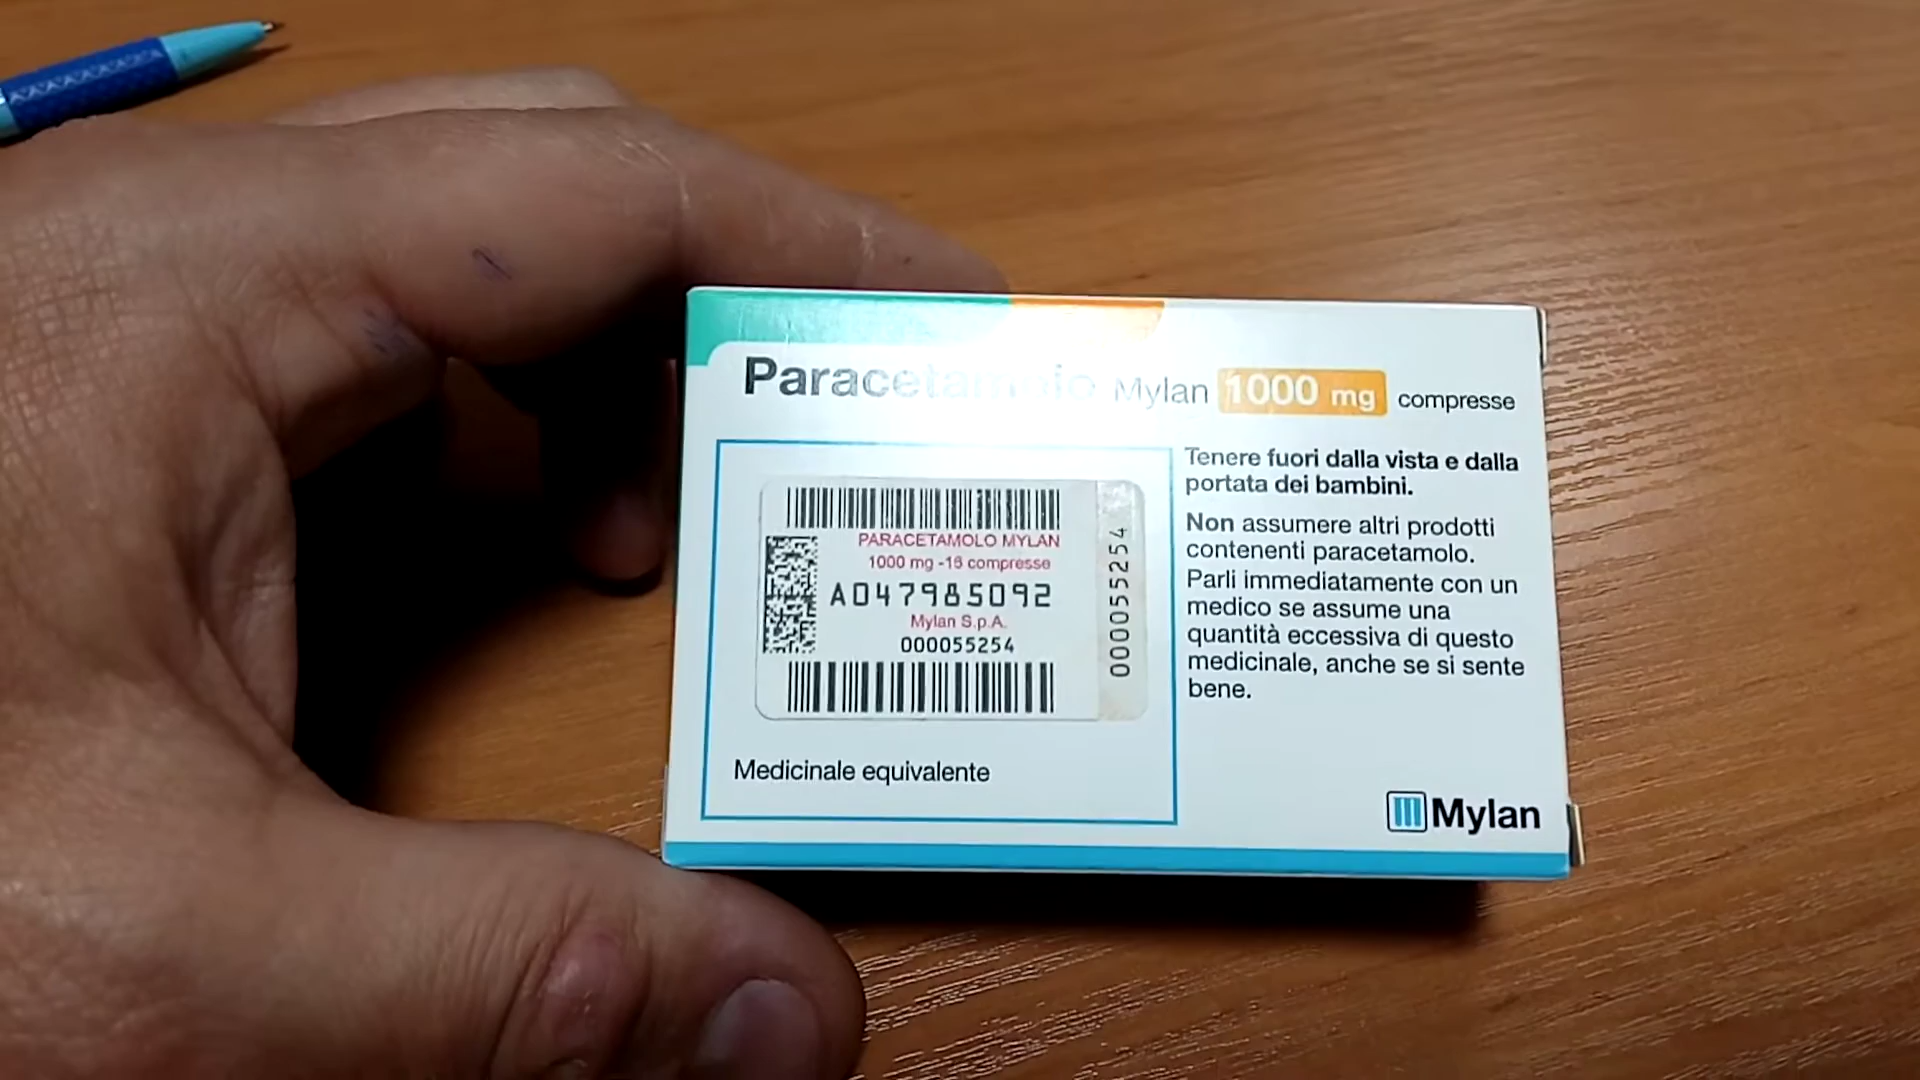 Paracetamolo Mylan 1000 mg compresse
PARACETAMOLO MYLAN
1000 mg -16 compresse
A047985092
Mylan S.p.A.
000055254
000055254
Medicinale equivalente
Tenere fuori dalla vista e dalla
portata dei bambini.
Non assumere altri prodotti
contenenti paracetamolo.
Parli immediatamente con un
medico se assume una
quantità eccessiva di questo
medicinale, anche se si sente
bene.
Mylan